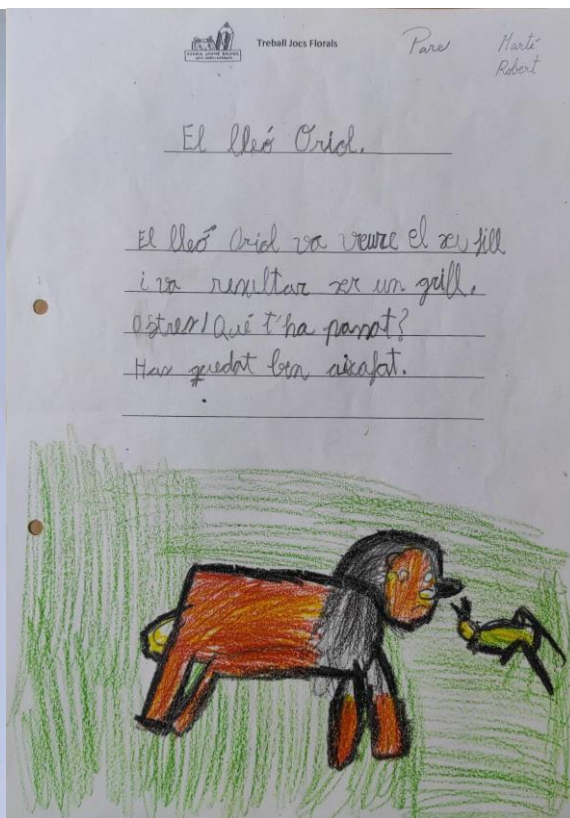 Treball Jocs Florals
Pare
Martí
Robert
El lleó Oriol.
El lleó Oriol va veure el seu fill
i va resultar ser un grill.
Ostres! Qué t'ha passat?
Has quedat ben aixafat.